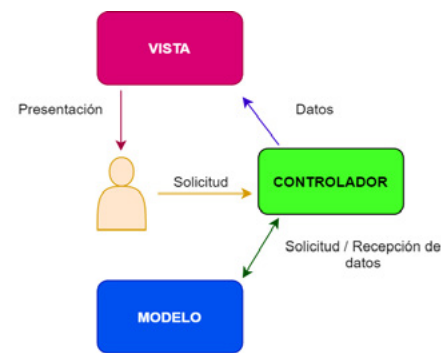 VISTA
Presentación
Datos
Solicitud
CONTROLADOR
Solicitud / Recepción de
datos
MODELO